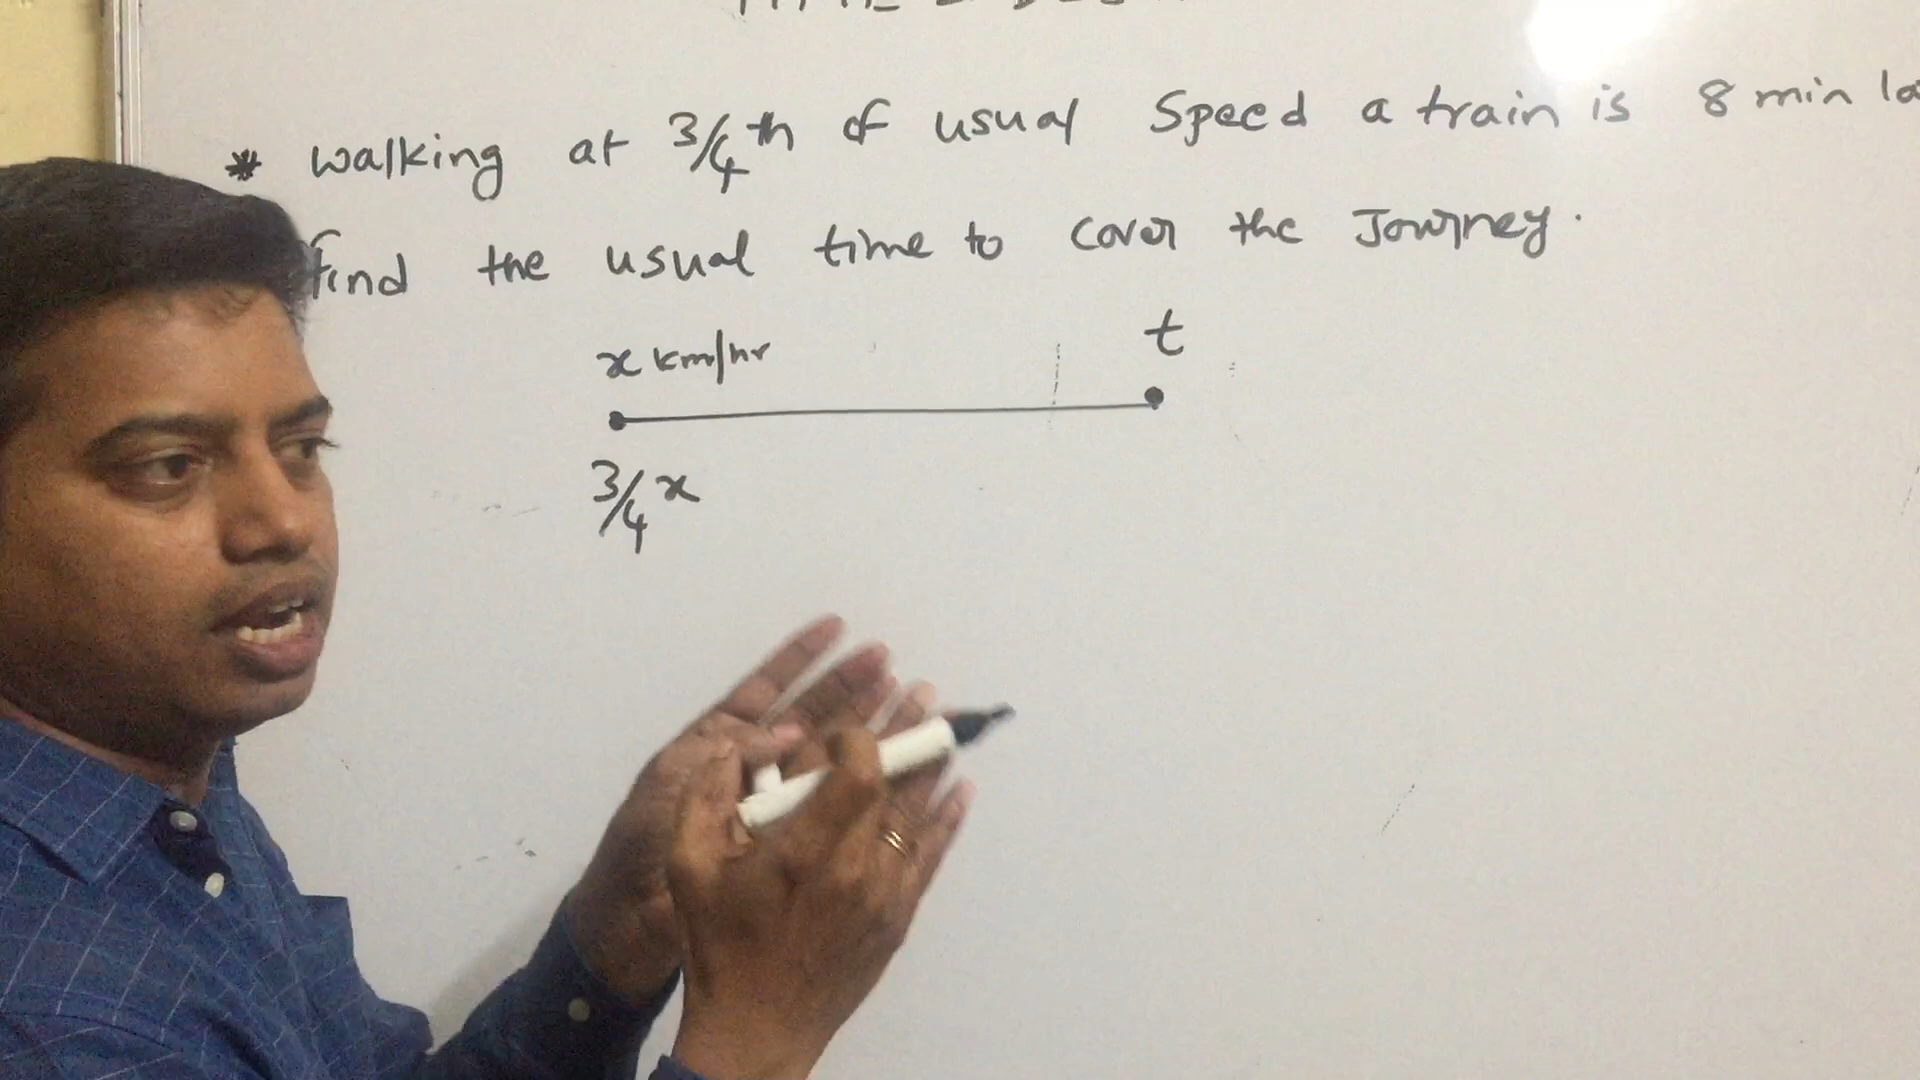 * walking at 3/4th of usual Speed a train is 8 min
find the usual time to cover the Journey.
x km/hr
t
3/4 x